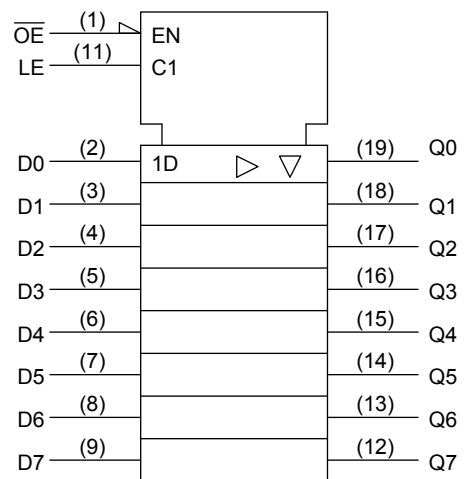 O̅E̅ (1) EN
LE (11) C1
D0 (2) 1D (19) Q0
D1 (3) (18) Q1
D2 (4) (17) Q2
D3 (5) (16) Q3
D4 (6) (15) Q4
D5 (7) (14) Q5
D6 (8) (13) Q6
D7 (9) (12) Q7